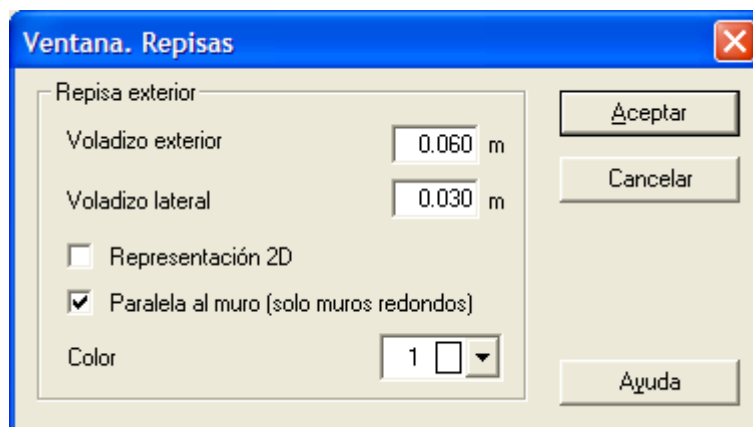 Ventana. Repisas
Repisa exterior
Voladizo exterior 0.060 m
Voladizo lateral 0.030 m
Representación 2D
Paralela al muro (solo muros redondos)
Color 1
Aceptar
Cancelar
Ayuda